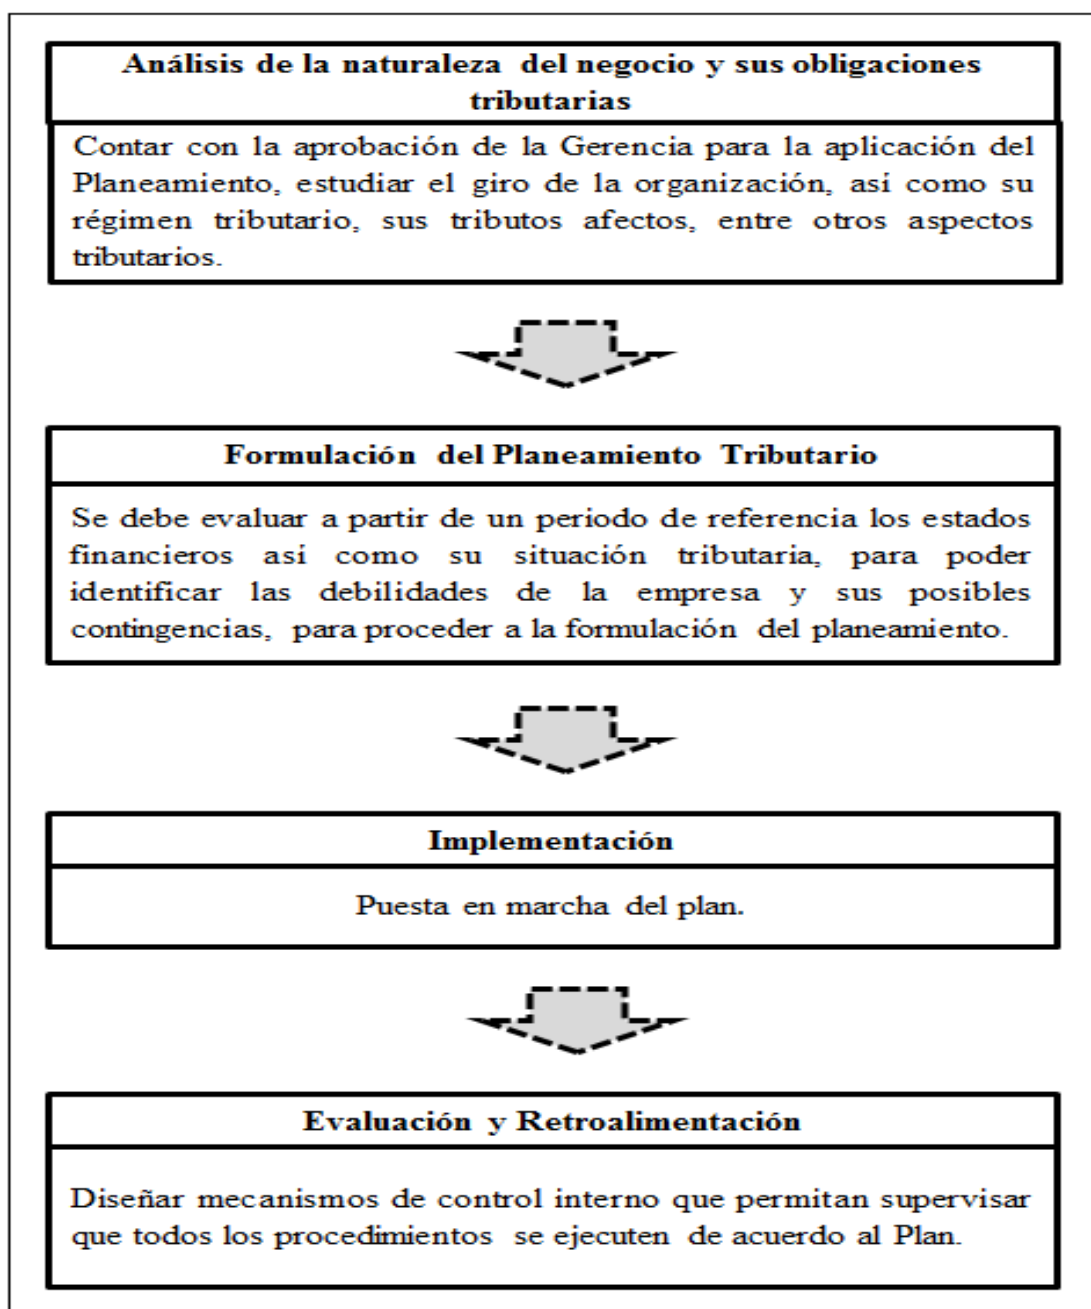 Análisis de la naturaleza del negocio y sus obligaciones
tributarias
Contar con la aprobación de la Gerencia para la aplicación del
Planeamiento, estudiar el giro de la organización, así como su
régimen tributario, sus tributos afectos, entre otros aspectos
tributarios.
Formulación del Planeamiento Tributario
Se debe evaluar a partir de un periodo de referencia los estados
financieros así como su situación tributaria, para poder
identificar las debilidades de la empresa y sus posibles
contingencias, para proceder a la formulación del planeamiento.
Implementación
Puesta en marcha del plan.
Evaluación y Retroalimentación
Diseñar mecanismos de control interno que permitan supervisar
que todos los procedimientos se ejecuten de acuerdo al Plan.